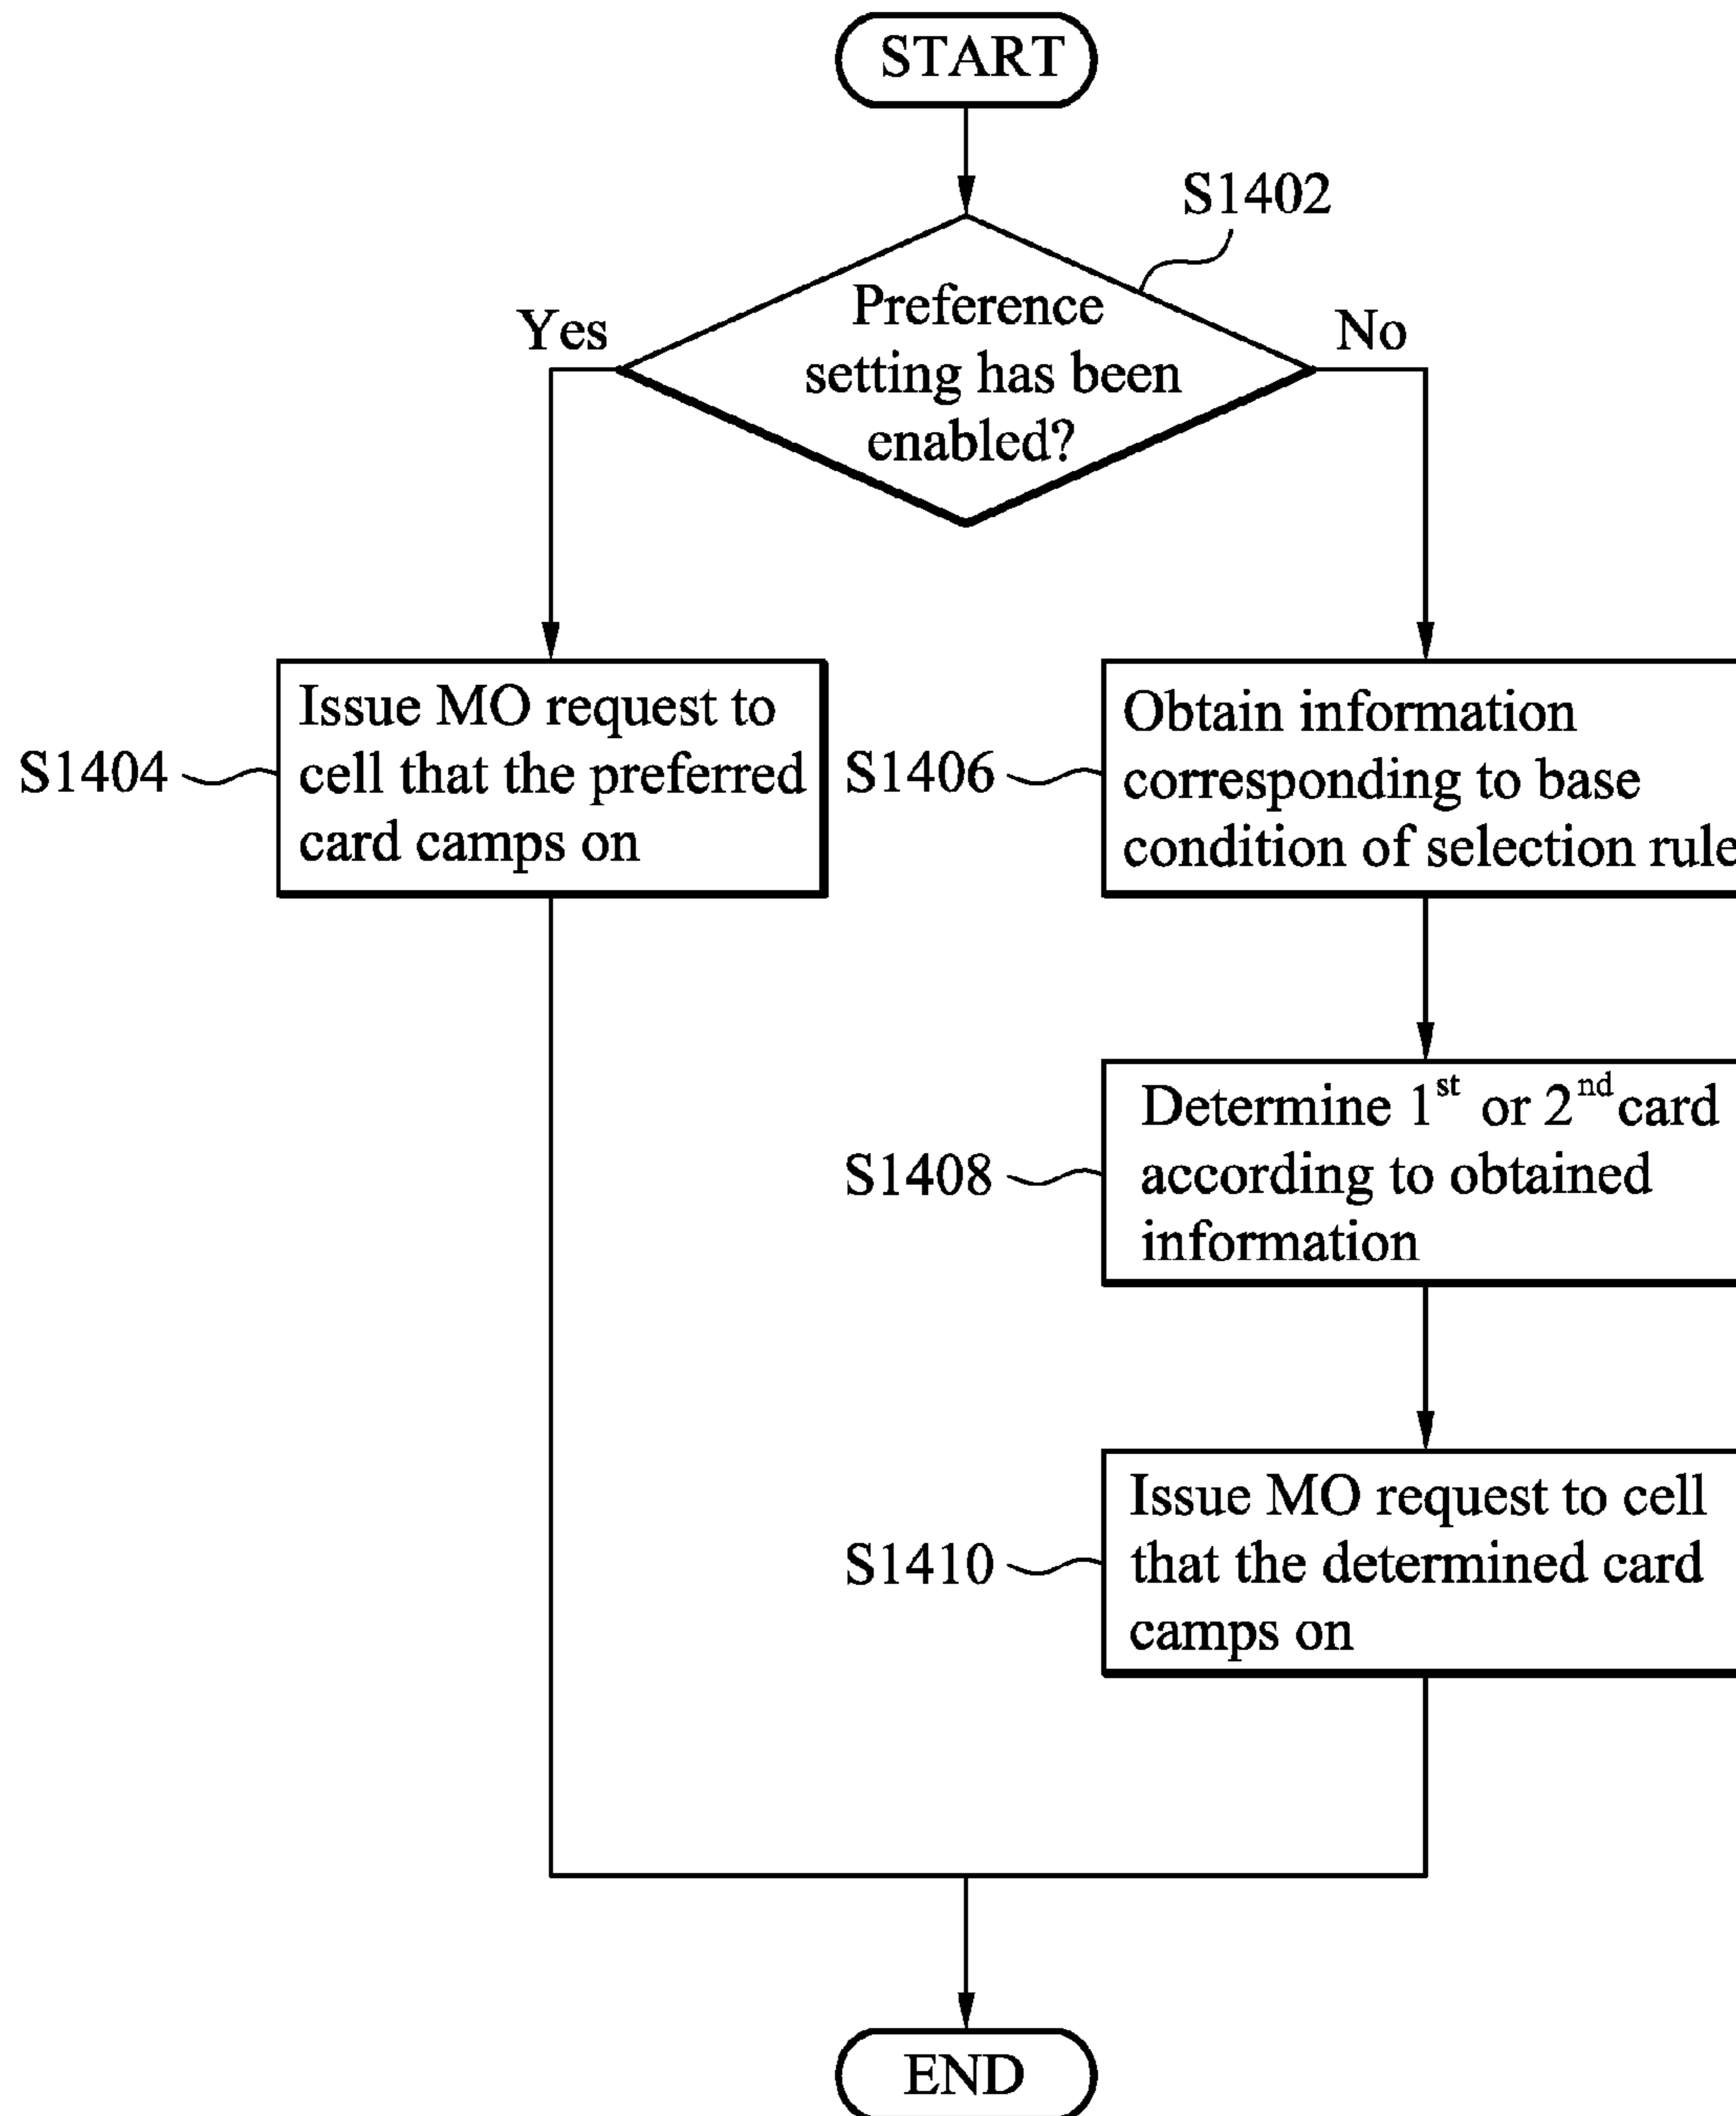 START
S1402
Preference
setting has been
enabled?
Yes
No
S1404
Issue MO request to
cell that the preferred
card camps on
S1406
Obtain information
corresponding to base
condition of selection rule
S1408
Determine 1st or 2nd card
according to obtained
information
S1410
Issue MO request to cell
that the determined card
camps on
END